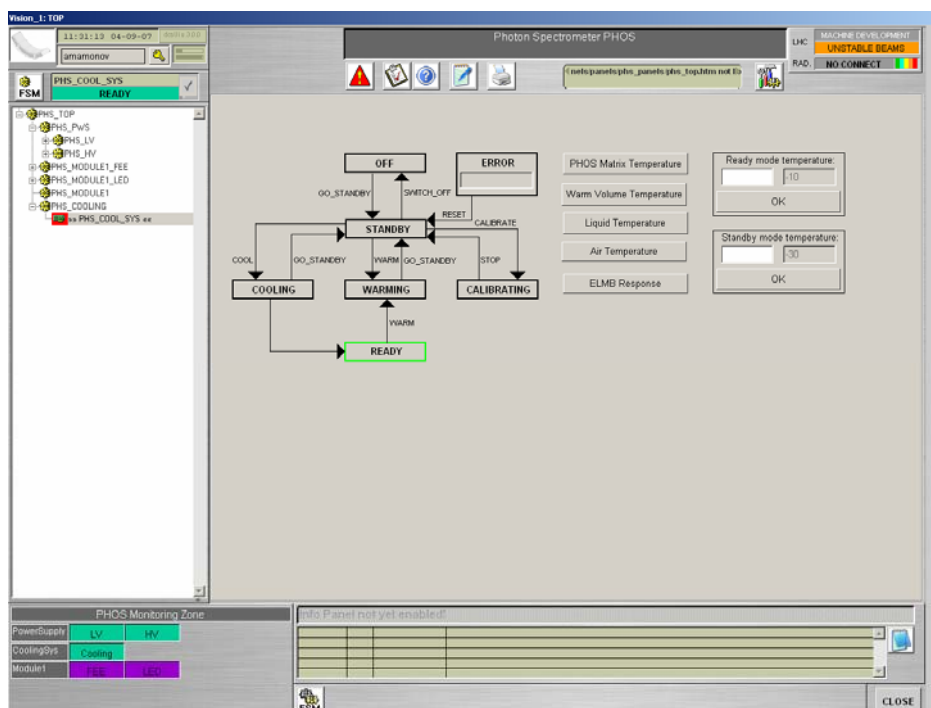 Vision_1: TOP
11:31:13 04-09-07
amamonov
Photon Spectrometer PHOS
LHC
MACHINE DEVELOPMENT
UNSTABLE BEAMS
RAD.
NO CONNECT
FSM
PHS_COOL_SYS
READY
PHS_TOP
PHS_PWS
PHS_LV
PHS_HV
PHS_MODULE1_FEE
PHS_MODULE1_LED
PHS_MODULE1
PHS_COOLING
PHS_COOL_SYS
OFF
ERROR
GO_STANDBY
SWITCH_OFF
RESET
CALIBRATE
STANDBY
COOL
GO_STANDBY
WARM
GO_STANDBY
STOP
COOLING
WARMING
CALIBRATING
WARM
READY
PHOS Matrix Temperature
Warm Volume Temperature
Liquid Temperature
Air Temperature
ELMB Response
Ready mode temperature:
-10
OK
Standby mode temperature:
-30
OK
PHOS Monitoring Zone
PowerSupply
LV
HV
CoolingSys
Cooling
Module1
FEE
LED
Info Panel not yet enabled!
FSM
CLOSE